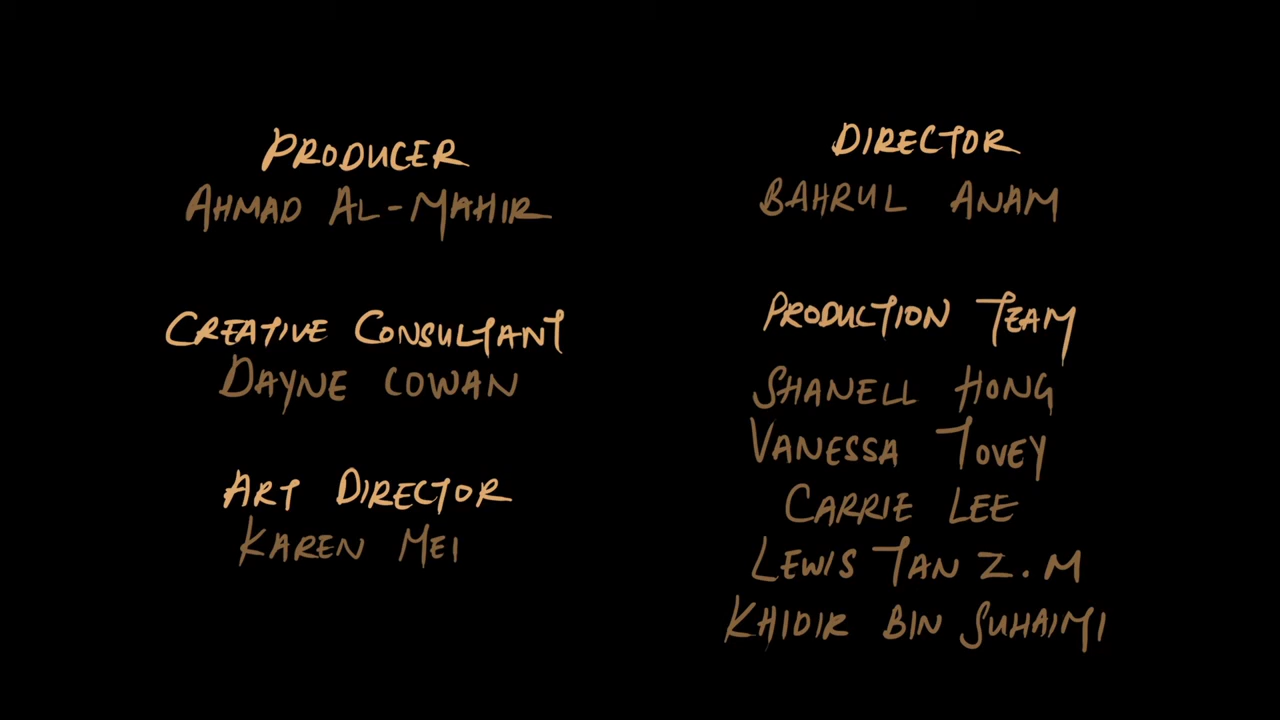 PRODUCER
AHMAD AL-MAHIR
CREATIVE CONSULTANT
DAYNE COWAN
ART DIRECTOR
KAREN MEI
DIRECTOR
BAHRUL ANAM
PRODUCTION TEAM
SHANELL HONG
VANESSA TOVEY
CARRIE LEE
LEWIS TAN Z.M
KHIDIR BIN SUHAIMI